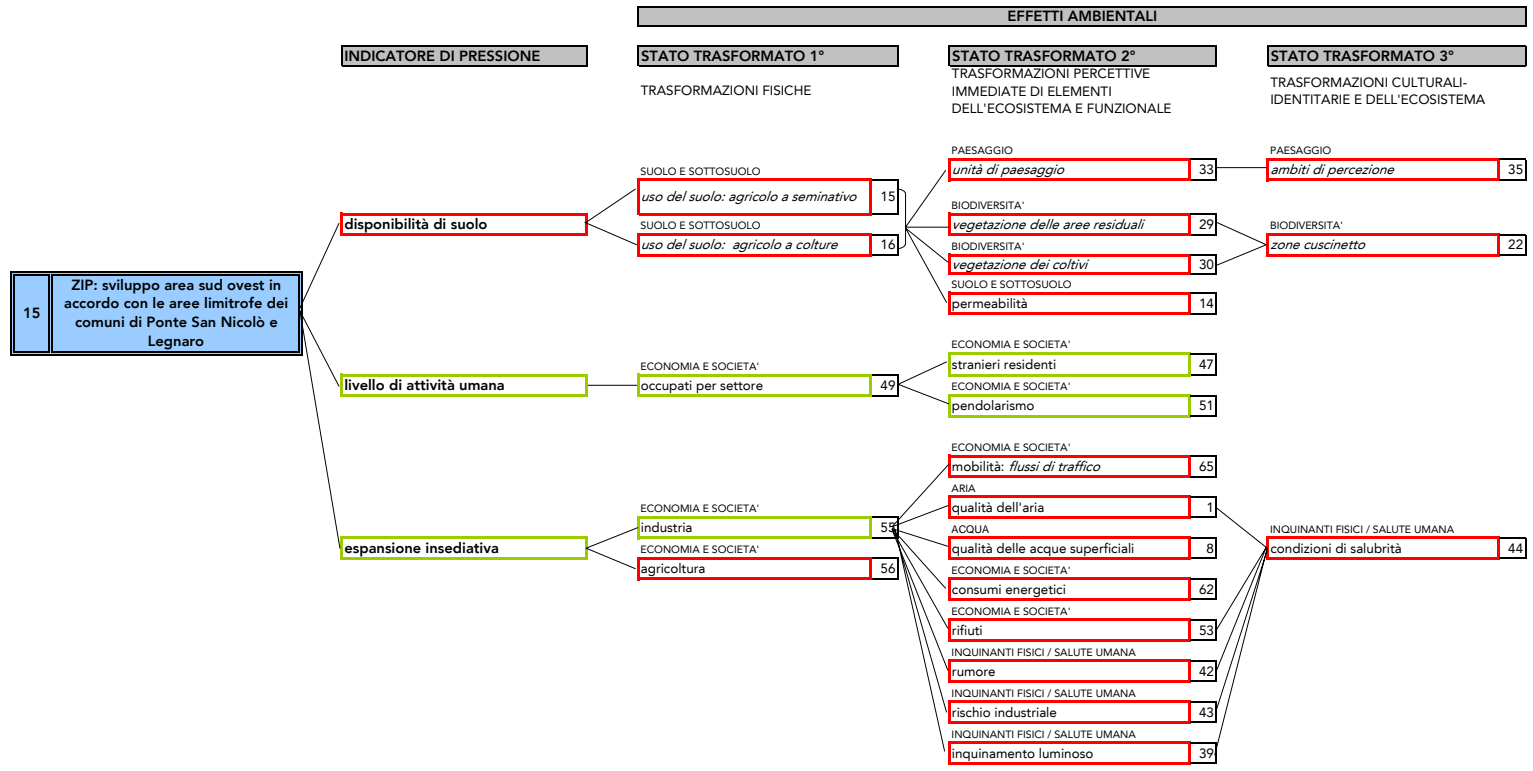 EFFETTI AMBIENTALI
INDICATORE DI PRESSIONE
STATO TRASFORMATO 1°
STATO TRASFORMATO 2°
STATO TRASFORMATO 3°
TRASFORMAZIONI FISICHE
TRASFORMAZIONI PERCETTIVE
IMMEDIATE DI ELEMENTI
DELL'ECOSISTEMA E FUNZIONALE
TRASFORMAZIONI CULTURALI-
IDENTITARIE E DELL'ECOSISTEMA
15
ZIP: sviluppo area sud ovest in
accordo con le aree limitrofe dei
comuni di Ponte San Nicolò e
Legnaro
disponibilità di suolo
SUOLO E SOTTOSUOLO
uso del suolo: agricolo a seminativo 15
SUOLO E SOTTOSUOLO
uso del suolo: agricolo a colture 16
PAESAGGIO
unità di paesaggio 33
PAESAGGIO
ambiti di percezione 35
BIODIVERSITA'
vegetazione delle aree residuali 29
BIODIVERSITA'
vegetazione dei coltivi 30
BIODIVERSITA'
zone cuscinetto 22
SUOLO E SOTTOSUOLO
permeabilità 14
livello di attività umana
ECONOMIA E SOCIETA'
occupati per settore 49
ECONOMIA E SOCIETA'
stranieri residenti 47
ECONOMIA E SOCIETA'
pendolarismo 51
espansione insediativa
ECONOMIA E SOCIETA'
industria 55
ECONOMIA E SOCIETA'
agricoltura 56
ECONOMIA E SOCIETA'
mobilità: flussi di traffico 65
ARIA
qualità dell'aria 1
ACQUA
qualità delle acque superficiali 8
ECONOMIA E SOCIETA'
consumi energetici 62
ECONOMIA E SOCIETA'
rifiuti 53
INQUINANTI FISICI / SALUTE UMANA
rumore 42
INQUINANTI FISICI / SALUTE UMANA
rischio industriale 43
INQUINANTI FISICI / SALUTE UMANA
inquinamento luminoso 39
INQUINANTI FISICI / SALUTE UMANA
condizioni di salubrità 44